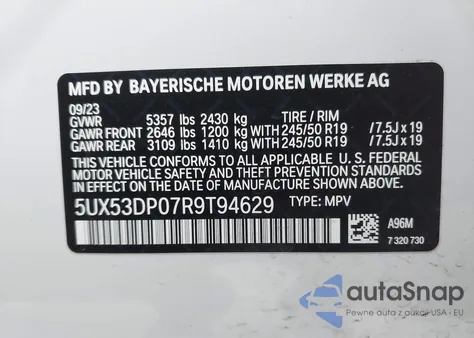 MFD BY BAYERISCHE MOTOREN WERKE AG
09/23
GVWR 5357 lbs 2430 kg TIRE / RIM
GAWR FRONT 2646 lbs 1200 kg WITH 245/50 R19 / 7.5J x 19
GAWR REAR 3109 lbs 1410 kg WITH 245/50 R19 / 7.5J x 19
THIS VEHICLE CONFORMS TO ALL APPLICABLE U. S. FEDERAL
MOTOR VEHICLE SAFETY AND THEFT PREVENTION STANDARDS
IN EFFECT ON THE DATE OF MANUFACTURE SHOWN ABOVE.
5UX53DP07R9T94629 TYPE: MPV
A96M
7 320 730
autoSnap
Pewne auta z aukcji USA - EU